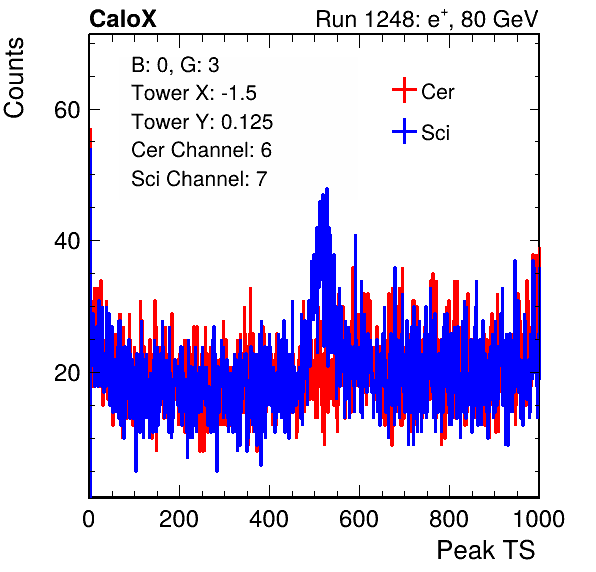 CaloX Run 1248: e⁺, 80 GeV
B: 0, G: 3
Tower X: -1.5
Tower Y: 0.125
Cer Channel: 6
Sci Channel: 7
Cer
Sci
Counts
60
40
20
0 200 400 600 800 1000
Peak TS